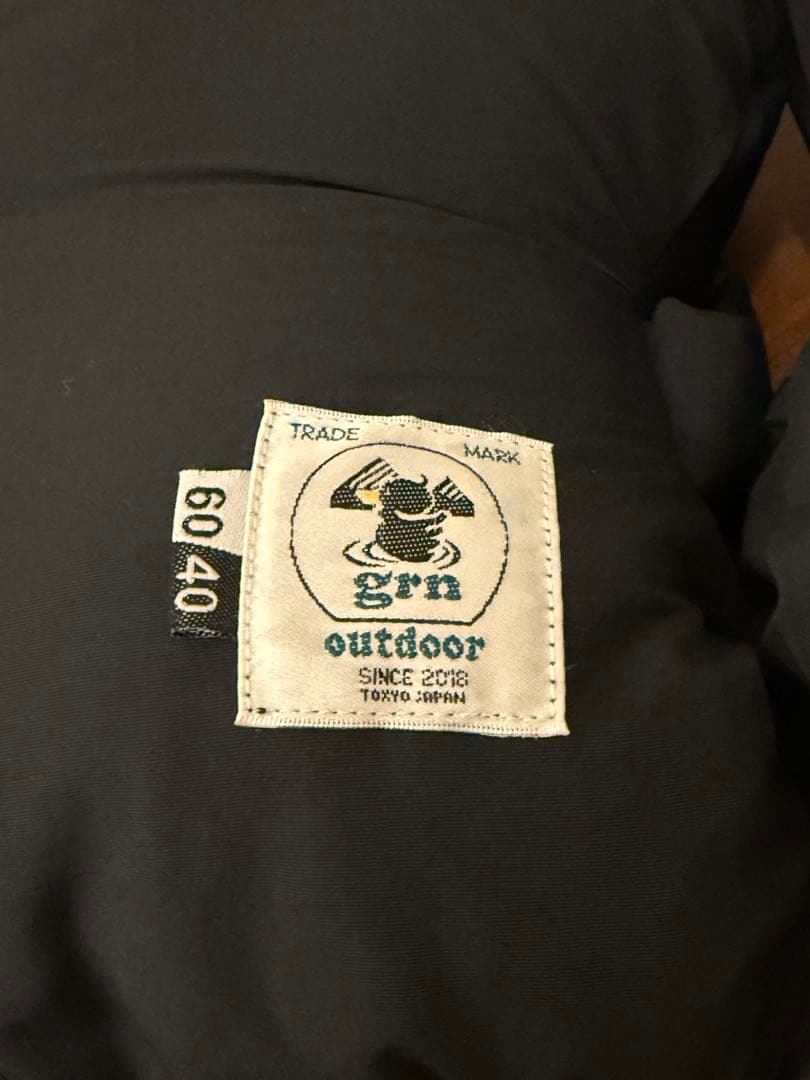 TRADE MARK
grn
outdoor
SINCE 2018
TOKYO JAPAN
60
40